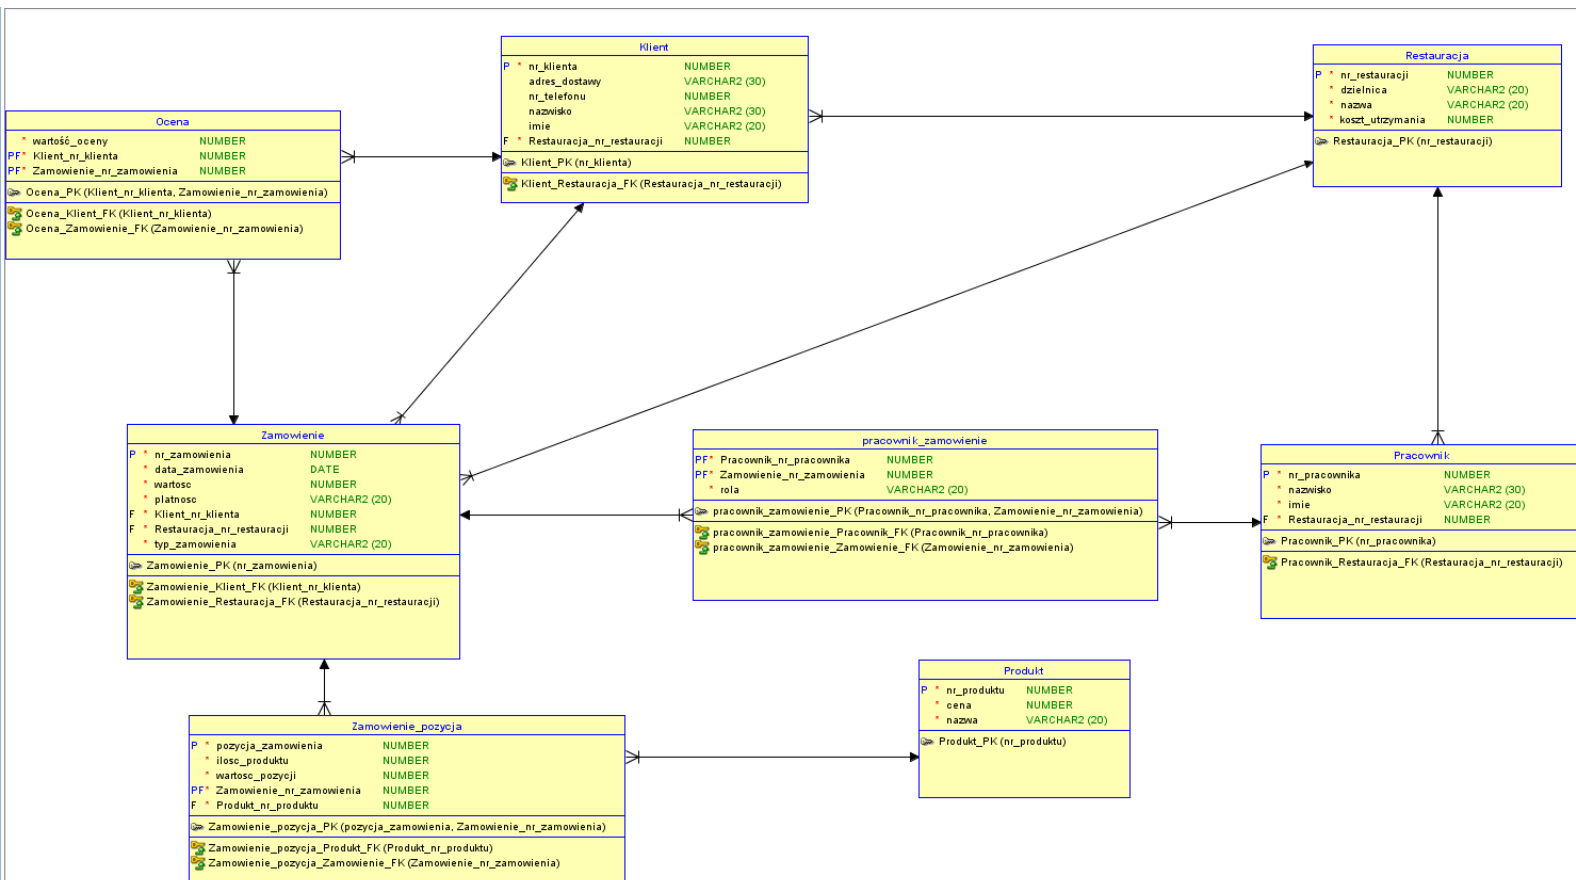 Klient
P * nr_klienta NUMBER
adres_dostawy VARCHAR2 (30)
nr_telefonu NUMBER
nazwisko VARCHAR2 (30)
imie VARCHAR2 (20)
F * Restauracja_nr_restauracji NUMBER
Klient_PK (nr_klienta)
Klient_Restauracja_FK (Restauracja_nr_restauracji)
Restauracja
P * nr_restauracji NUMBER
* dzielnica VARCHAR2 (20)
* nazwa VARCHAR2 (20)
* koszt_utrzymania NUMBER
Restauracja_PK (nr_restauracji)
Ocena
* wartość_oceny NUMBER
PF* Klient_nr_klienta NUMBER
PF* Zamowienie_nr_zamowienia NUMBER
Ocena_PK (Klient_nr_klienta, Zamowienie_nr_zamowienia)
Ocena_Klient_FK (Klient_nr_klienta)
Ocena_Zamowienie_FK (Zamowienie_nr_zamowienia)
Zamowienie
P * nr_zamowienia NUMBER
* data_zamowienia DATE
* wartosc NUMBER
* platnosc VARCHAR2 (20)
F * Klient_nr_klienta NUMBER
F * Restauracja_nr_restauracji NUMBER
* typ_zamowienia VARCHAR2 (20)
Zamowienie_PK (nr_zamowienia)
Zamowienie_Klient_FK (Klient_nr_klienta)
Zamowienie_Restauracja_FK (Restauracja_nr_restauracji)
pracownik_zamowienie
PF* Pracownik_nr_pracownika NUMBER
PF* Zamowienie_nr_zamowienia NUMBER
* rola VARCHAR2 (20)
pracownik_zamowienie_PK (Pracownik_nr_pracownika, Zamowienie_nr_zamowienia)
pracownik_zamowienie_Pracownik_FK (Pracownik_nr_pracownika)
pracownik_zamowienie_Zamowienie_FK (Zamowienie_nr_zamowienia)
Pracownik
P * nr_pracownika NUMBER
* nazwisko VARCHAR2 (30)
* imie VARCHAR2 (20)
F * Restauracja_nr_restauracji NUMBER
Pracownik_PK (nr_pracownika)
Pracownik_Restauracja_FK (Restauracja_nr_restauracji)
Zamowienie_pozycja
P * pozycja_zamowienia NUMBER
* ilosc_produktu NUMBER
* wartosc_pozycji NUMBER
PF* Zamowienie_nr_zamowienia NUMBER
F * Produkt_nr_produktu NUMBER
Zamowienie_pozycja_PK (pozycja_zamowienia, Zamowienie_nr_zamowienia)
Zamowienie_pozycja_Produkt_FK (Produkt_nr_produktu)
Zamowienie_pozycja_Zamowienie_FK (Zamowienie_nr_zamowienia)
Produkt
P * nr_produktu NUMBER
* cena NUMBER
* nazwa VARCHAR2 (20)
Produkt_PK (nr_produktu)